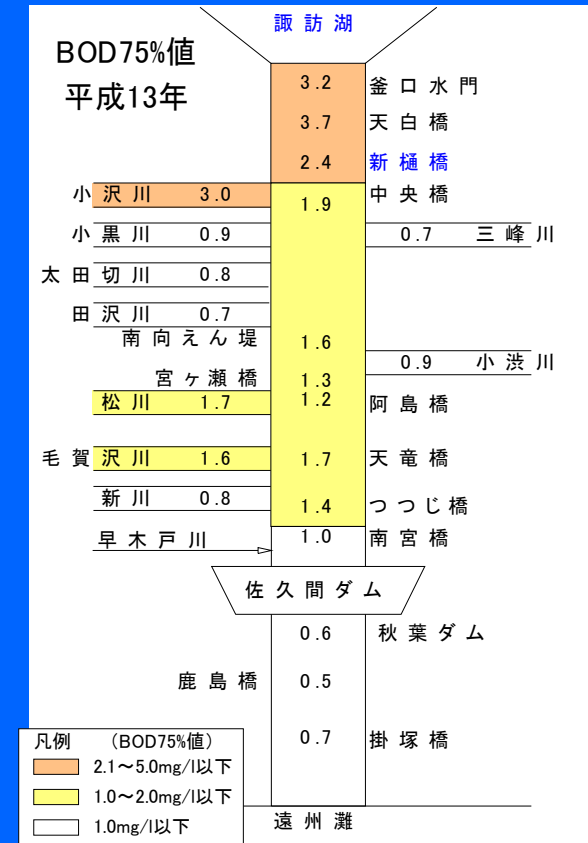 諏訪湖
BOD75%値
平成13年
3.2 釜口水門
3.7 天白橋
2.4 新樋橋
小沢川 3.0 1.9 中央橋
小黒川 0.9 0.7 三峰川
太田切川 0.8
田沢川 0.7
南向えん堤 1.6
0.9 小渋川
宮ヶ瀬橋 1.3
松川 1.7 1.2 阿島橋
毛賀沢川 1.6 1.7 天竜橋
新川 0.8 1.4 つつじ橋
早木戸川 1.0 南宮橋
佐久間ダム
0.6 秋葉ダム
鹿島橋 0.5
0.7 掛塚橋
凡例 (BOD75%値)
2.1～5.0mg/l以下
1.0～2.0mg/l以下
1.0mg/l以下
遠州灘